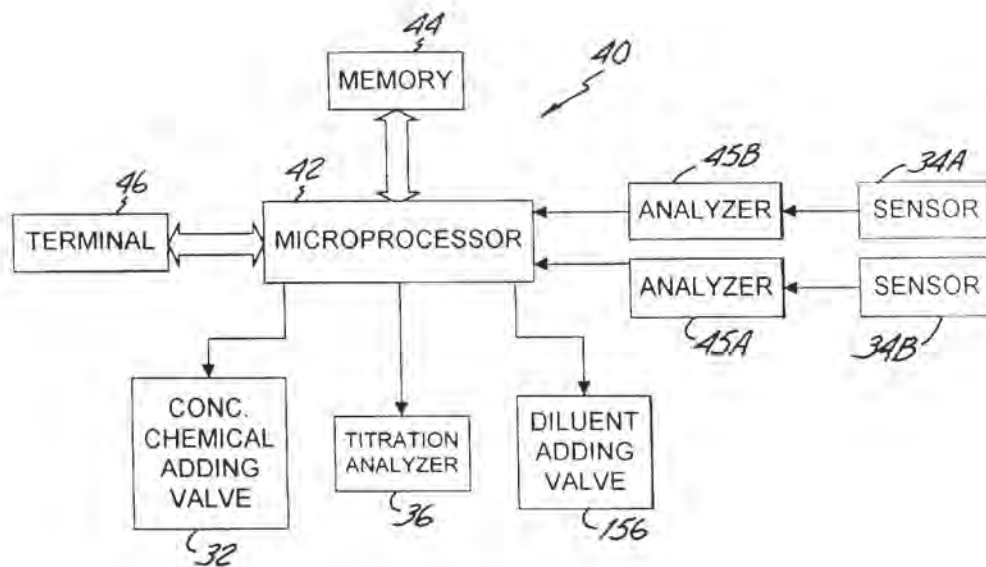 44
MEMORY
40
46
TERMINAL
42
MICROPROCESSOR
45B
ANALYZER
34A
SENSOR
ANALYZER
45A
SENSOR
34B
CONC.
CHEMICAL
ADDING
VALVE
32
TITRATION
ANALYZER
36
DILUENT
ADDING
VALVE
156